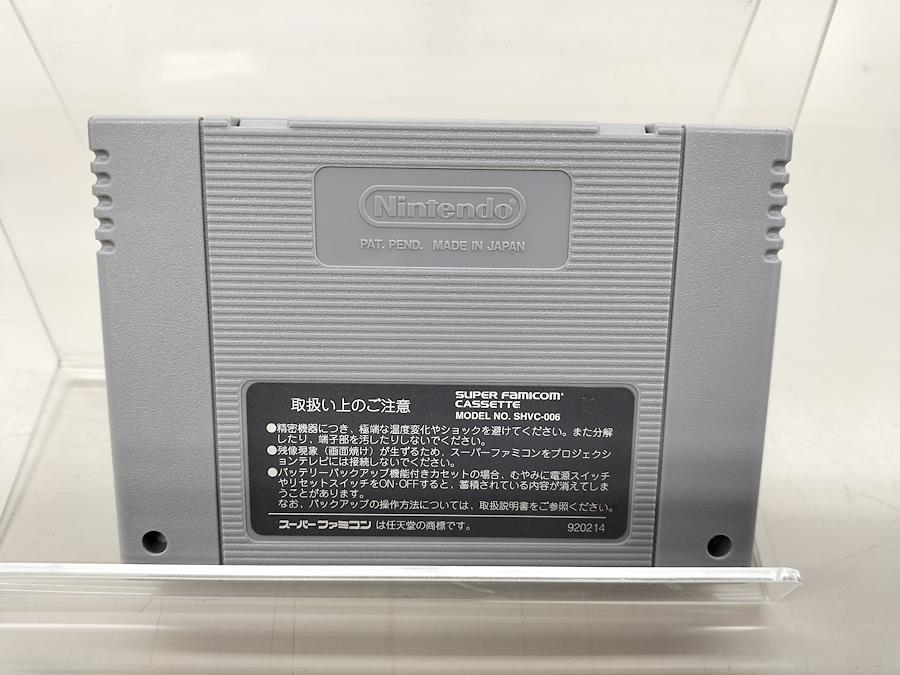 Nintendo
PAT. PEND. MADE IN JAPAN
取扱い上のご注意
SUPER FAMICOM
CASSETTE
MODEL NO. SHVC-006
●精密機器につき、極端な温度変化やショックを避けてください。また分解
したり、端子部を汚したりしないでください。
●残像現象（画面焼け）が生ずるため、スーパーファミコンをプロジェクシ
ョンテレビには接続しないでください。
●バッテリーバックアップ機能付きカセットの場合、むやみに電源スイッチ
やリセットスイッチをON・OFFすると、蓄積されている内容が消えてしま
うことがあります。
なお、バックアップの操作方法については、取扱説明書をご参照ください。
スーパーファミコン は任天堂の商標です。
920214